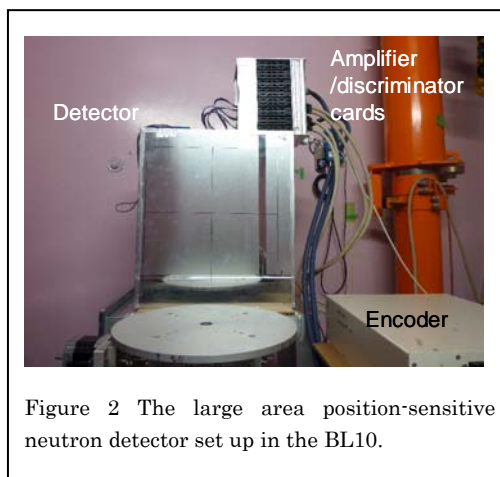 Amplifier
/discriminator
cards
Detector
Encoder
Figure 2 The large area position-sensitive
neutron detector set up in the BL10.